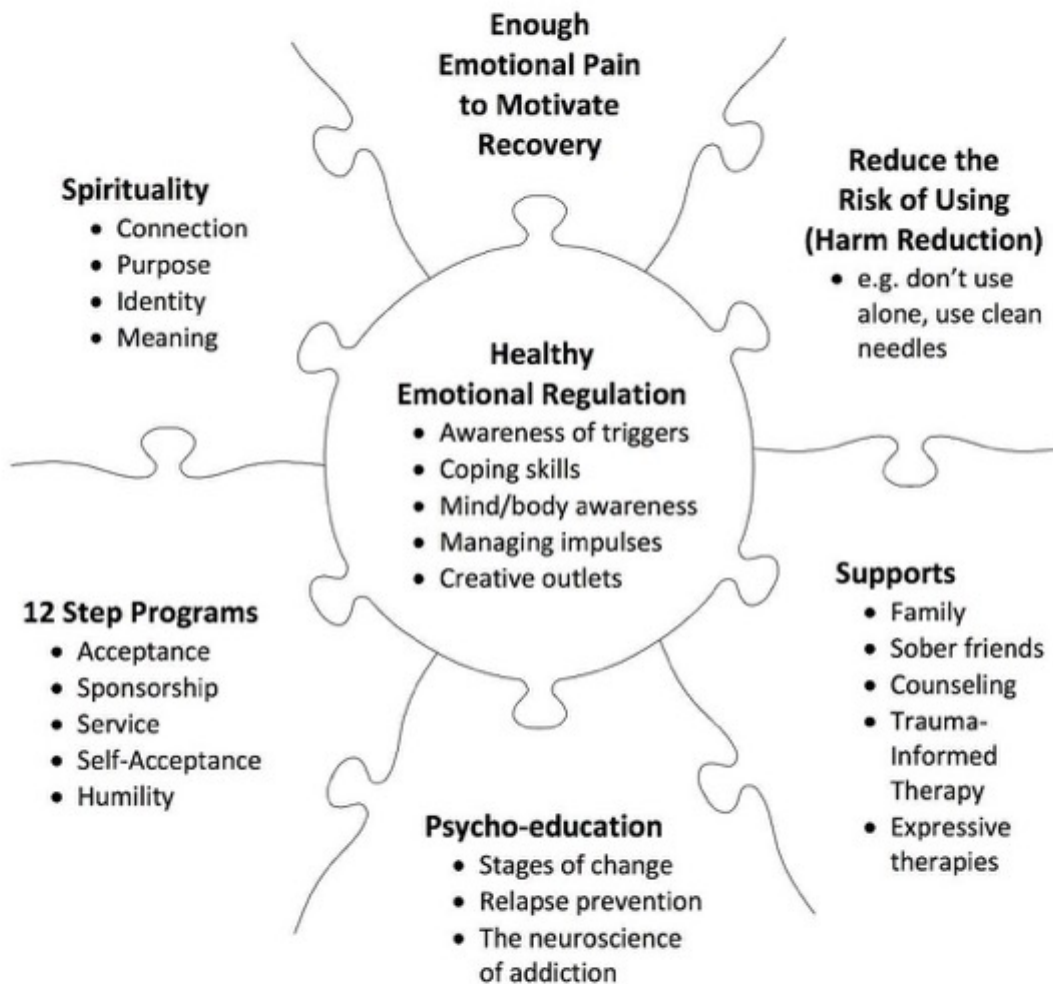 Enough
Emotional Pain
to Motivate
Recovery
Reduce the
Risk of Using
(Harm Reduction)
• e.g. don't use
alone, use clean
needles
Spirituality
• Connection
• Purpose
• Identity
• Meaning
Healthy
Emotional Regulation
• Awareness of triggers
• Coping skills
• Mind/body awareness
• Managing impulses
• Creative outlets
Supports
• Family
• Sober friends
• Counseling
• Trauma-
Informed
Therapy
• Expressive
therapies
12 Step Programs
• Acceptance
• Sponsorship
• Service
• Self-Acceptance
• Humility
Psycho-education
• Stages of change
• Relapse prevention
• The neuroscience
of addiction